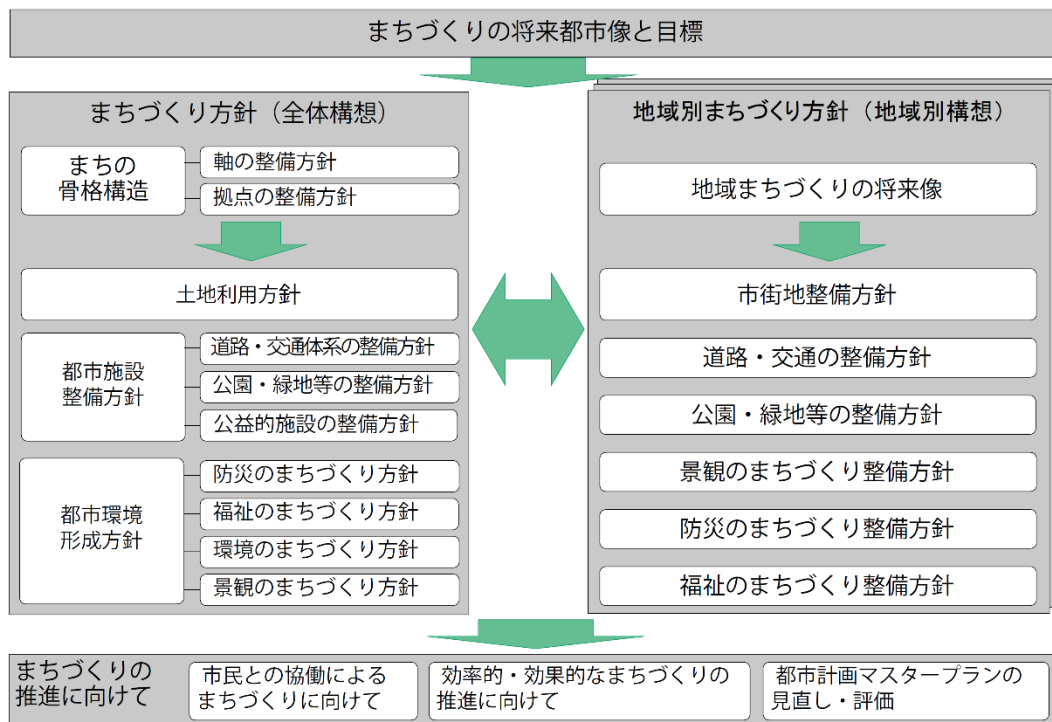 まちづくりの将来都市像と目標
まちづくり方針（全体構想）
まちの
骨格構造
軸の整備方針
拠点の整備方針
土地利用方針
都市施設
整備方針
道路・交通体系の整備方針
公園・緑地等の整備方針
公益的施設の整備方針
都市環境
形成方針
防災のまちづくり方針
福祉のまちづくり方針
環境のまちづくり方針
景観のまちづくり方針
地域別まちづくり方針（地域別構想）
地域まちづくりの将来像
市街地整備方針
道路・交通の整備方針
公園・緑地等の整備方針
景観のまちづくり整備方針
防災のまちづくり整備方針
福祉のまちづくり整備方針
まちづくりの
推進に向けて
市民との協働による
まちづくりに向けて
効率的・効果的なまちづくりの
推進に向けて
都市計画マスタープランの
見直し・評価